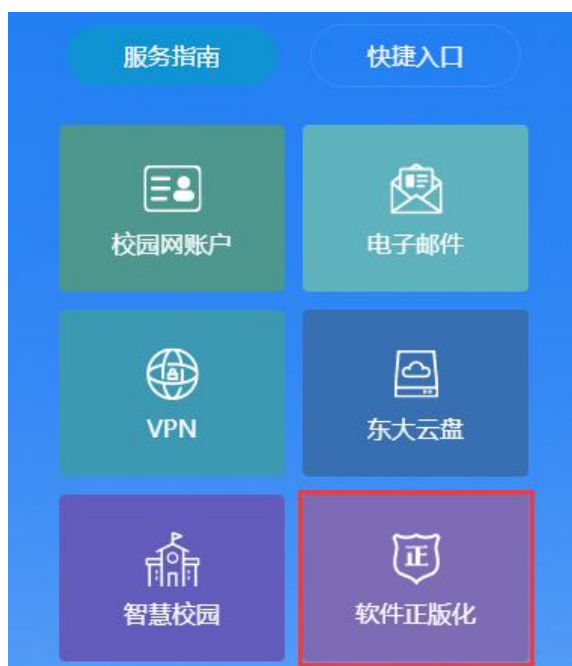 服务指南
快捷入口
校园网账户
电子邮件
VPN
东大云盘
智慧校园
正
软件正版化